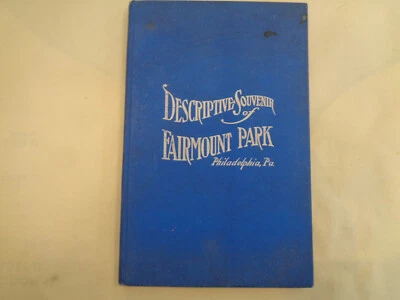 DESCRIPTIVE SOUVENIR
of
FAIRMOUNT PARK
Philadelphia, Pa.